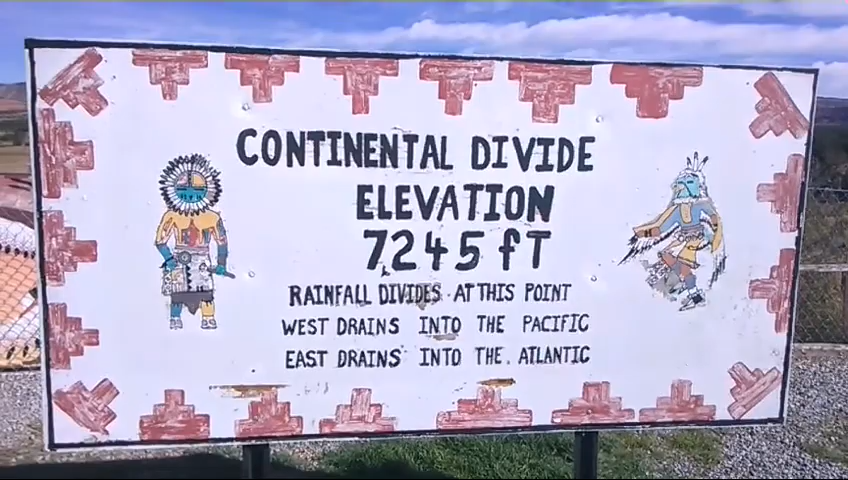 CONTINENTAL DIVIDE
ELEVATION
7245 fT
RAINFALL DIVIDES AT THIS POINT
WEST DRAINS INTO THE PACIFIC
EAST DRAINS INTO THE ATLANTIC